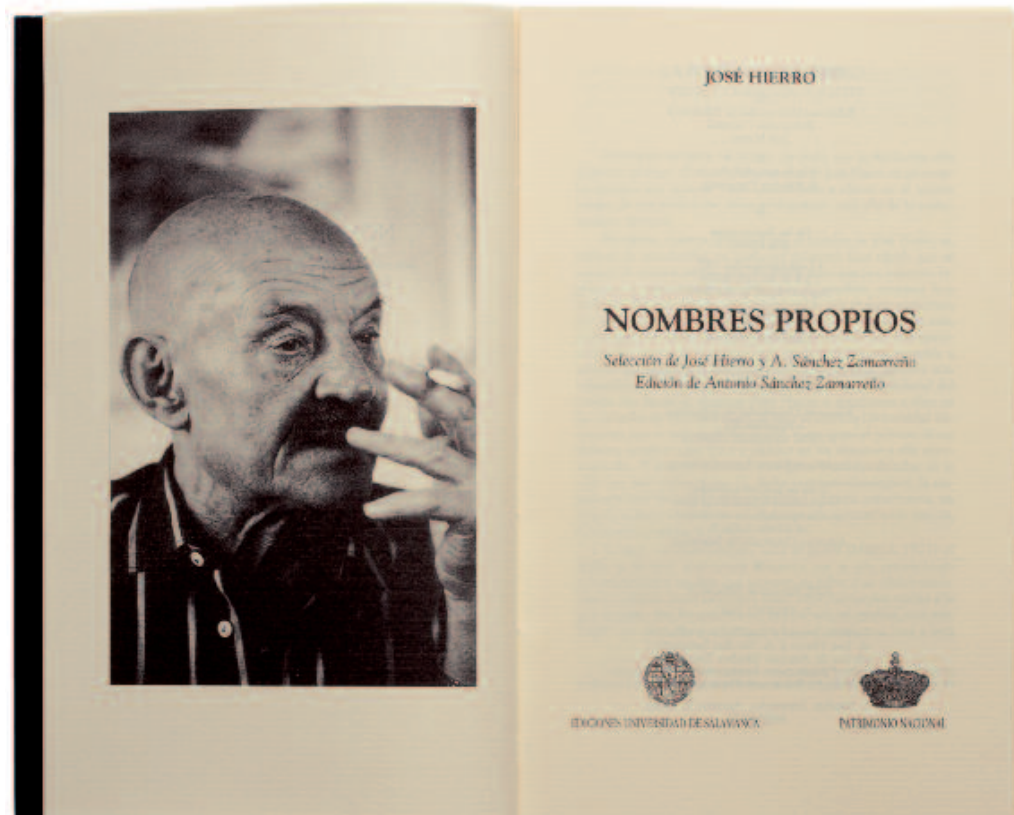 JOSÉ HIERRO
NOMBRES PROPIOS
Selección de José Hierro y A. Sánchez Zamarreño
Edición de Antonio Sánchez Zamarreño
EDICIONES UNIVERSIDAD DE SALAMANCA
PATRIMONIO NACIONAL